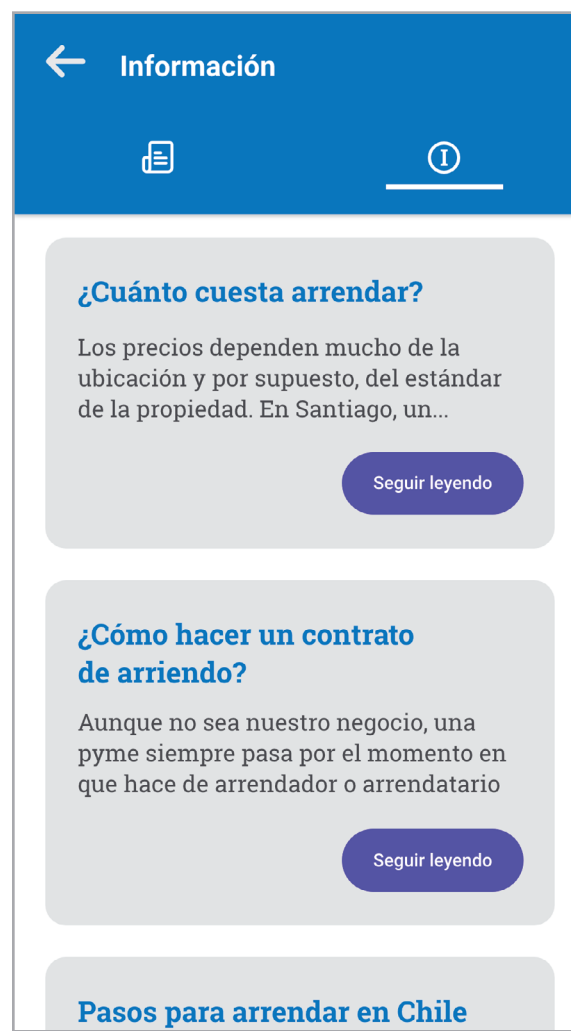 Información
I
¿Cuánto cuesta arrendar?
Los precios dependen mucho de la
ubicación y por supuesto, del estándar
de la propiedad. En Santiago, un...
Seguir leyendo
¿Cómo hacer un contrato
de arriendo?
Aunque no sea nuestro negocio, una
pyme siempre pasa por el momento en
que hace de arrendador o arrendatario
Seguir leyendo
Pasos para arrendar en Chile